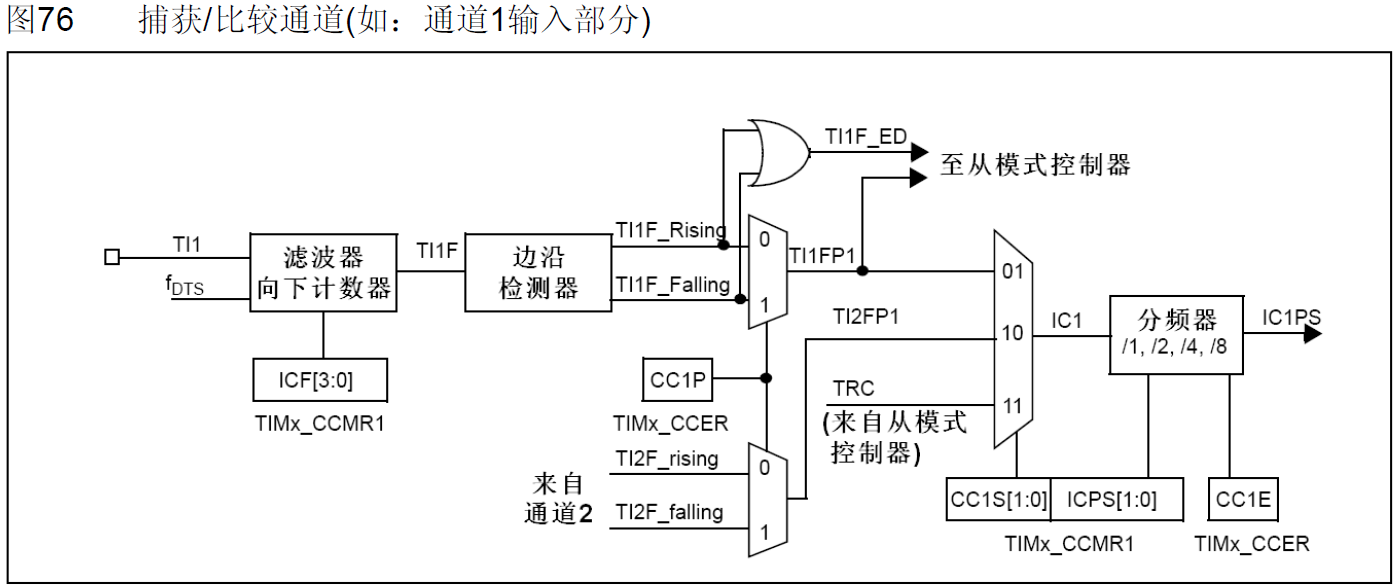 图76 捕获/比较通道(如：通道1输入部分)
TI1F_ED
至从模式控制器
TI1
fDTS
滤波器
向下计数器
TI1F
边沿
检测器
TI1F_Rising
TI1F_Falling
0
1
TI1FP1
01
TI2FP1
10
IC1
分频器
/1, /2, /4, /8
IC1PS
ICF[3:0]
TIMx_CCMR1
CC1P
TIMx_CCER
TRC
11
(来自从模式
控制器)
来自
通道2
TI2F_rising
TI2F_falling
0
1
CC1S[1:0]
ICPS[1:0]
CC1E
TIMx_CCMR1
TIMx_CCER